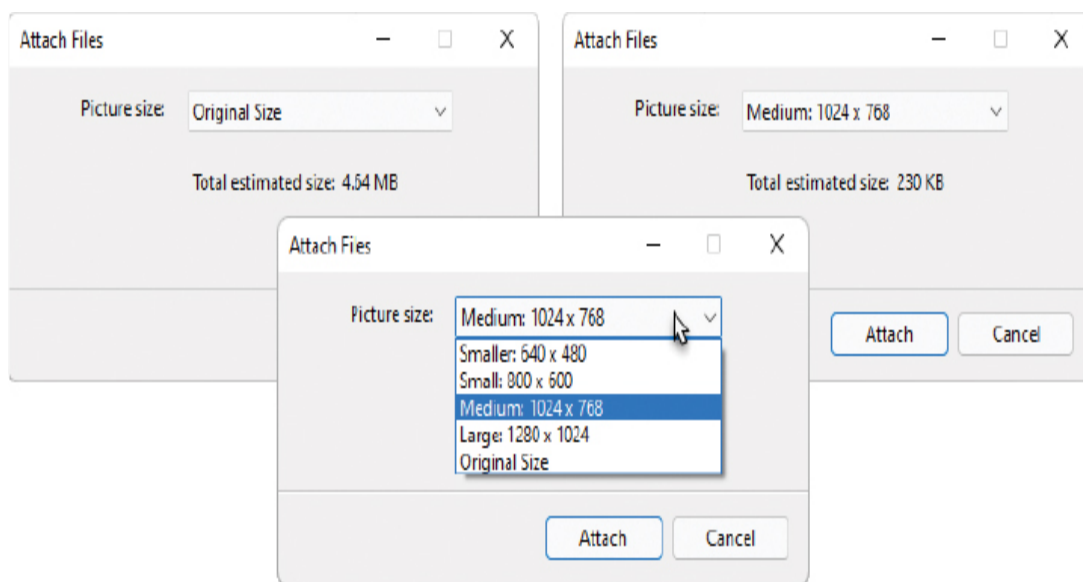 Attach Files
Picture size: Original Size
Total estimated size: 4.64 MB
Attach Files
Picture size: Medium: 1024 x 768
Total estimated size: 230 KB
Attach Cancel
Attach Files
Picture size: Medium: 1024 x 768
Smaller: 640 x 480
Small: 800 x 600
Medium: 1024 x 768
Large: 1280 x 1024
Original Size
Attach Cancel